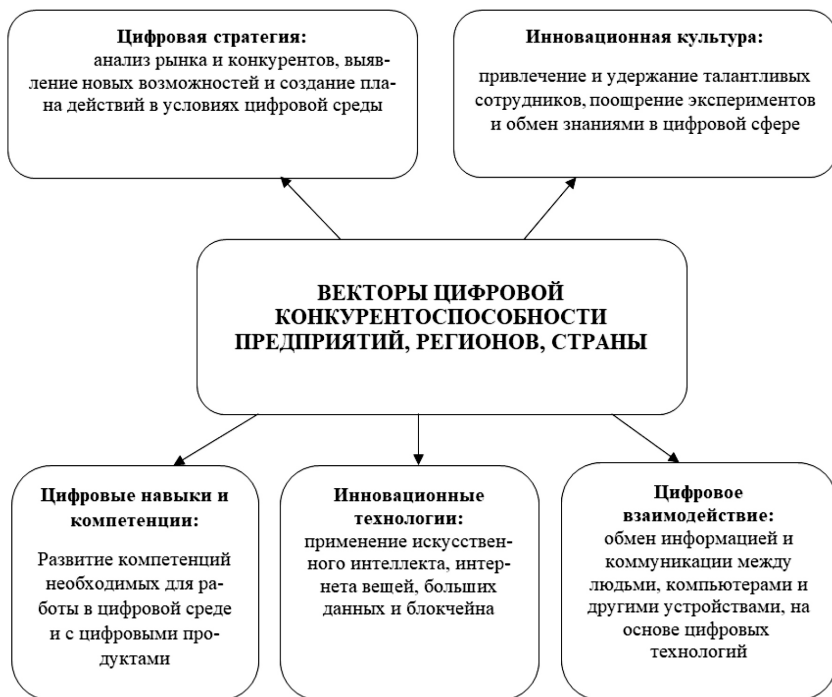 Цифровая стратегия:
анализ рынка и конкурентов, выяв-
ление новых возможностей и создание пла-
на действий в условиях цифровой среды
Инновационная культура:
привлечение и удержание талантливых
сотрудников, поощрение экспериментов
и обмен знаниями в цифровой сфере
ВЕКТОРЫ ЦИФРОВОЙ
КОНКУРЕНТОСПОСОБНОСТИ
ПРЕДПРИЯТИЙ, РЕГИОНОВ, СТРАНЫ
Цифровые навыки и
компетенции:
Развитие компетенций
необходимых для ра-
боты в цифровой среде
и с цифровыми про-
дуктами
Инновационные
технологии:
применение искусствен-
ного интеллекта, интер-
нета вещей, больших
данных и блокчейна
Цифровое
взаимодействие:
обмен информацией и
коммуникации между
людьми, компьютерами и
другими устройствами, на
основе цифровых
технологий